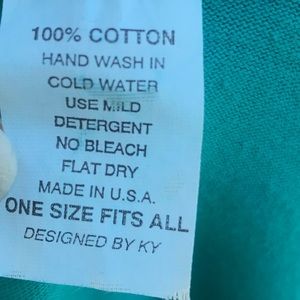 100% COTTON
HAND WASH IN
COLD WATER
USE MILD
DETERGENT
NO BLEACH
FLAT DRY
MADE IN U.S.A.
ONE SIZE FITS ALL
DESIGNED BY KY